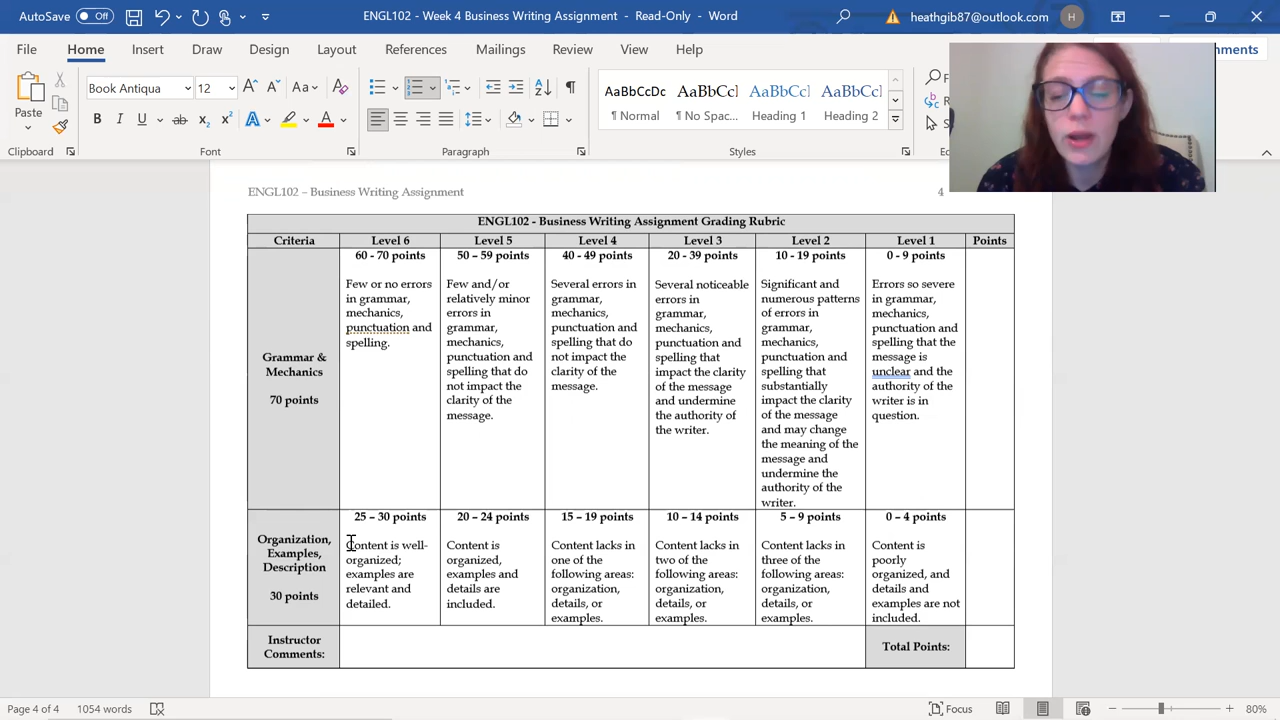 AutoSave Off ENGL102 - Week 4 Business Writing Assignment - Read-Only - Word heathgib87@outlook.com H
File Home Insert Draw Design Layout References Mailings Review View Help
Paste
Book Antiqua 12 Aa
B I U ab x₂ x² A A
AaBbCcDc AaBbCcI AaBbCcl AaBbCcl
¶ Normal ¶ No Spac... Heading 1 Heading 2
Clipboard Font Paragraph Styles
ENGL102 – Business Writing Assignment 4
ENGL102 - Business Writing Assignment Grading Rubric
Criteria Level 6 Level 5 Level 4 Level 3 Level 2 Level 1 Points
Grammar &
Mechanics
70 points
60 - 70 points
Few or no errors
in grammar,
mechanics,
punctuation and
spelling.
50 – 59 points
Few and/or
relatively minor
errors in
grammar,
mechanics,
punctuation and
spelling that do
not impact the
clarity of the
message.
40 - 49 points
Several errors in
grammar,
mechanics,
punctuation and
spelling that do
not impact the
clarity of the
message.
20 - 39 points
Several noticeable
errors in
grammar,
mechanics,
punctuation and
spelling that
impact the clarity
of the message
and undermine
the authority of
the writer.
10 - 19 points
Significant and
numerous patterns
of errors in
grammar,
mechanics,
punctuation and
spelling that
substantially
impact the clarity
of the message
and may change
the meaning of the
message and
undermine the
authority of the
writer.
0 - 9 points
Errors so severe
in grammar,
mechanics,
punctuation and
spelling that the
message is
unclear and the
authority of the
writer is in
question.
Organization,
Examples,
Description
30 points
25 – 30 points
Content is well-
organized;
examples are
relevant and
detailed.
20 – 24 points
Content is
organized,
examples and
details are
included.
15 – 19 points
Content lacks in
one of the
following areas:
organization,
details, or
examples.
10 – 14 points
Content lacks in
two of the
following areas:
organization,
details, or
examples.
5 – 9 points
Content lacks in
three of the
following areas:
organization,
details, or
examples.
0 – 4 points
Content is
poorly
organized, and
details and
examples are not
included.
Instructor
Comments:
Total Points:
Page 4 of 4 1054 words Focus 80%